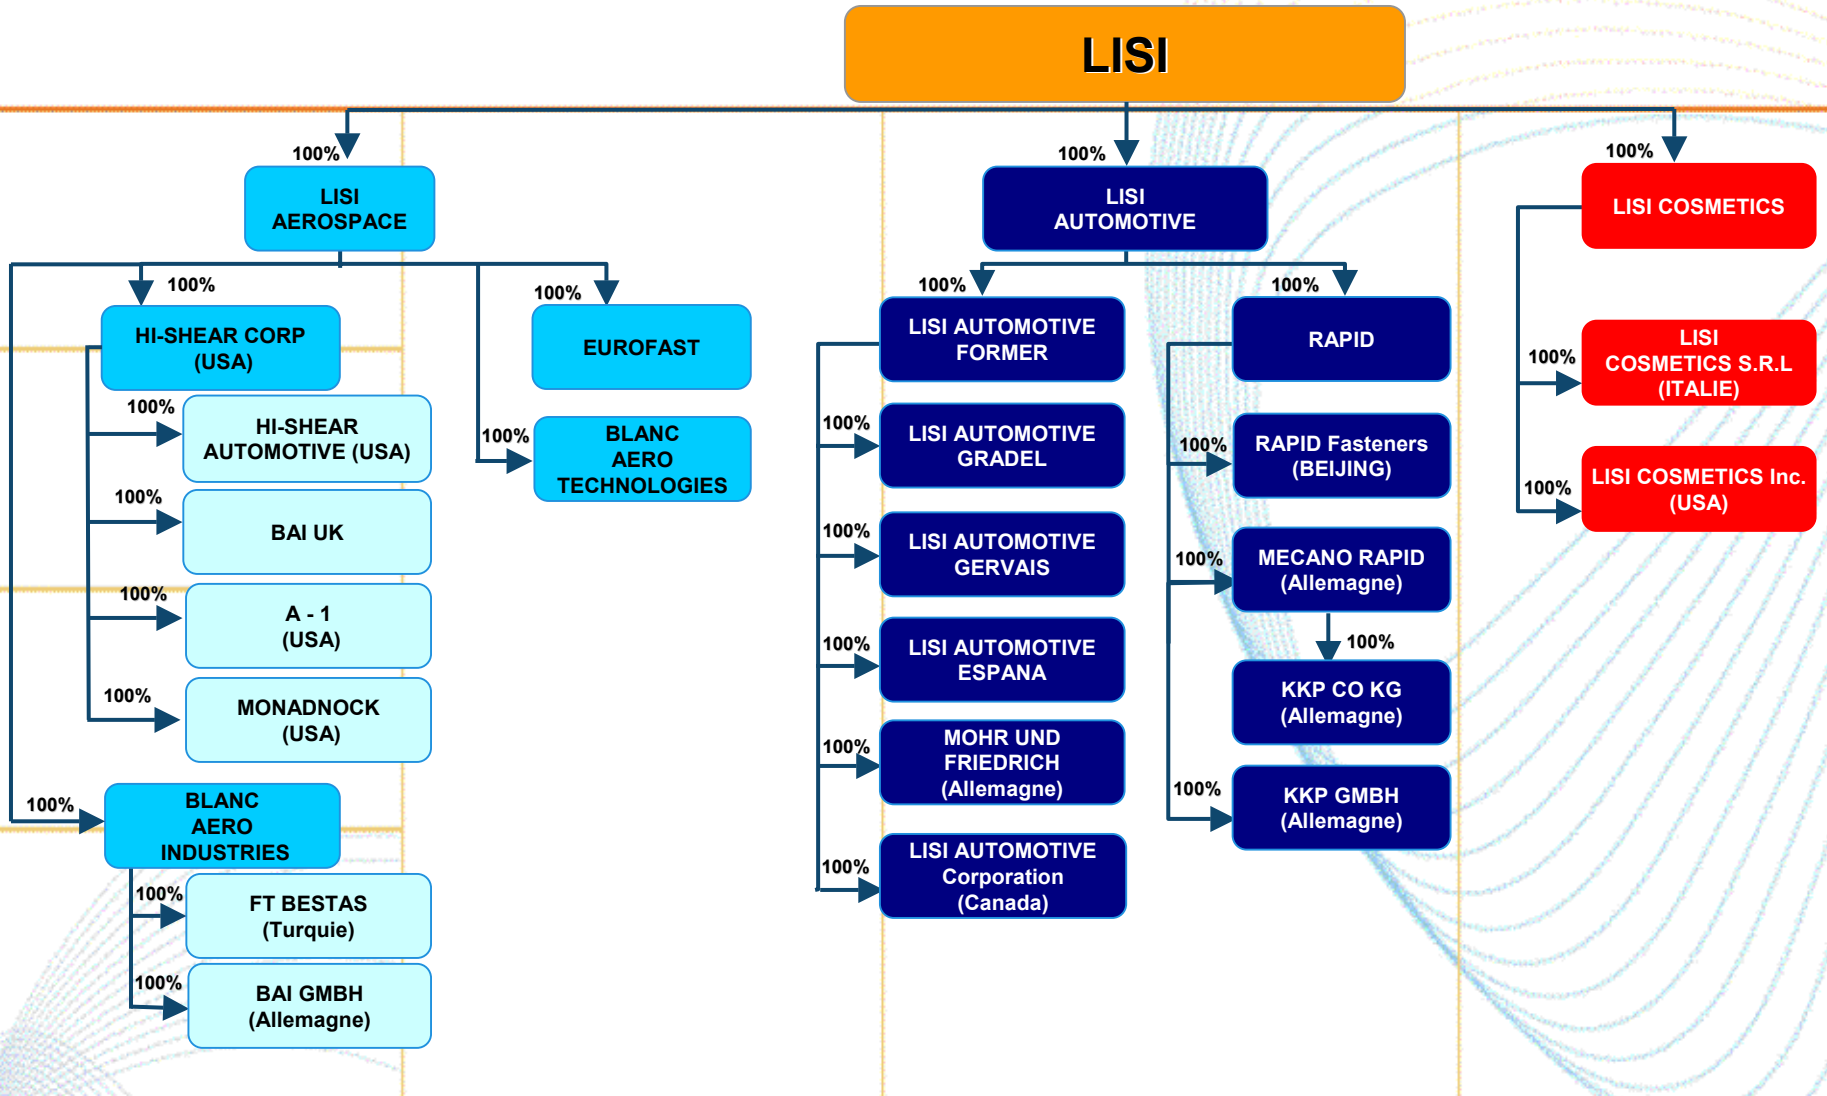 LISI
100%
100%
100%
LISI
AEROSPACE
LISI
AUTOMOTIVE
LISI COSMETICS
100%
HI-SHEAR CORP
(USA)
100%
HI-SHEAR
AUTOMOTIVE (USA)
100%
BAI UK
100%
A - 1
(USA)
100%
MONADNOCK
(USA)
100%
BLANC
AERO
INDUSTRIES
100%
FT BESTAS
(Turquie)
100%
BAI GMBH
(Allemagne)
100%
EUROFAST
100%
BLANC
AERO
TECHNOLOGIES
100%
LISI AUTOMOTIVE
FORMER
100%
LISI AUTOMOTIVE
GRADEL
100%
LISI AUTOMOTIVE
GERVAIS
100%
LISI AUTOMOTIVE
ESPANA
100%
MOHR UND
FRIEDRICH
(Allemagne)
100%
LISI AUTOMOTIVE
Corporation
(Canada)
100%
RAPID
100%
RAPID Fasteners
(BEIJING)
100%
MECANO RAPID
(Allemagne)
100%
KKP CO KG
(Allemagne)
100%
KKP GMBH
(Allemagne)
100%
LISI
COSMETICS S.R.L
(ITALIE)
100%
LISI COSMETICS Inc.
(USA)